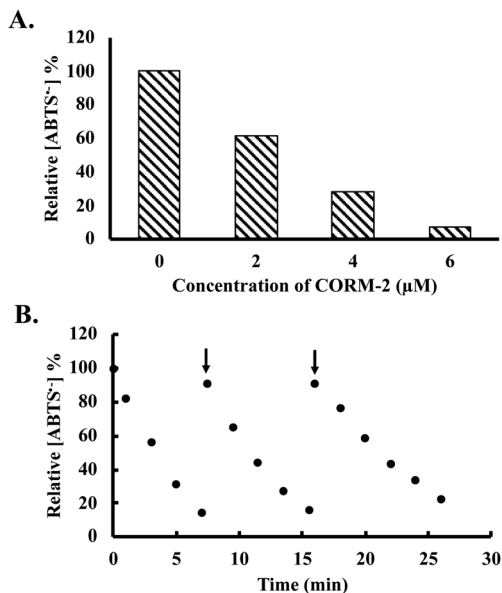 A.
Relative [ABTS•-] %
120
100
80
60
40
20
0
0 2 4 6
Concentration of CORM-2 (µM)
B.
Relative [ABTS•-] %
120
100
80
60
40
20
0
0 5 10 15 20 25 30
Time (min)